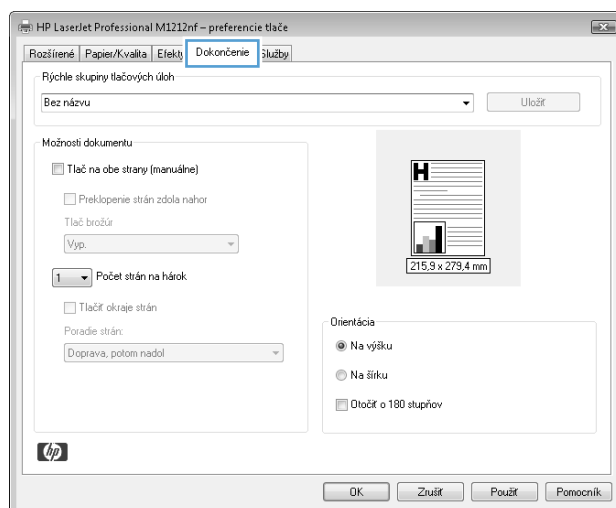 HP LaserJet Professional M1212nf – preferencie tlače
Rozšírené Papier/Kvalita Efekty Dokončenie Služby
Rýchle skupiny tlačových úloh
Bez názvu Uložiť
Možnosti dokumentu
Tlač na obe strany (manuálne)
Preklopenie strán zdola nahor
Tlač brožúr
Vyp.
1 Počet strán na hárok
Tlačiť okraje strán
Poradie strán:
Doprava, potom nadol
H
215,9 x 279,4 mm
Orientácia
Na výšku
Na šírku
Otočiť o 180 stupňov
hp
OK Zrušiť Použiť Pomocník